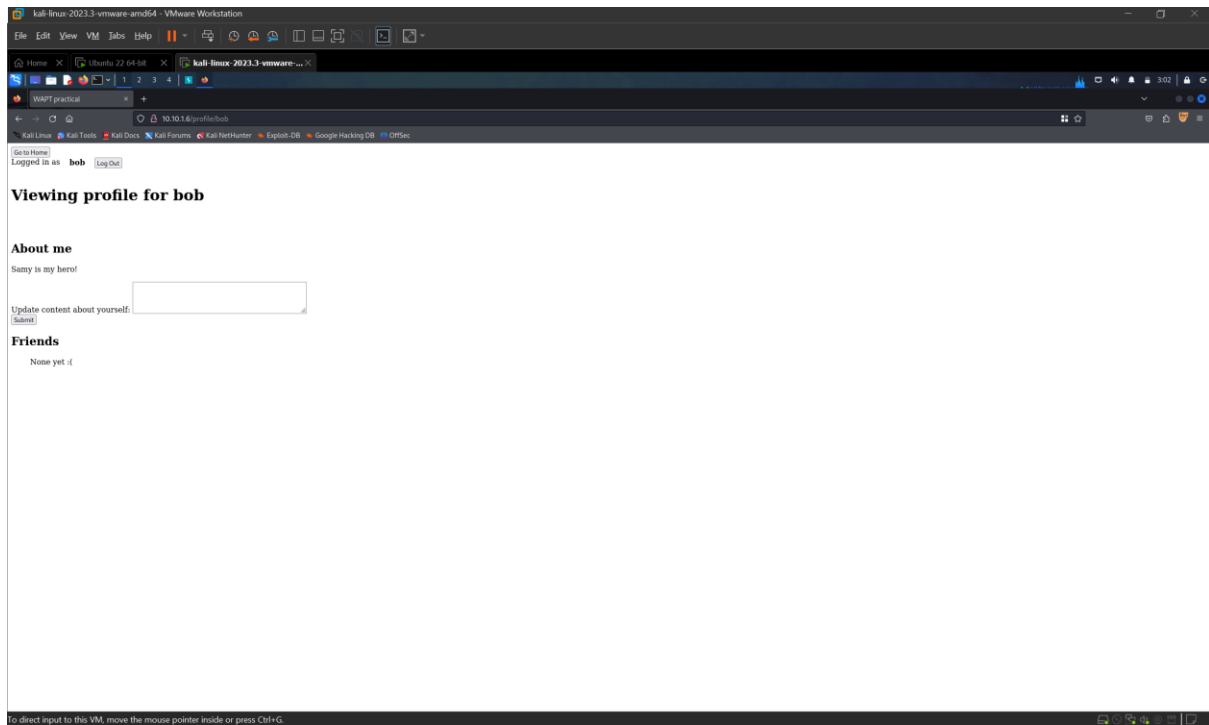 kali-linux-2023.3-vmware-amd64 - VMware Workstation
File Edit View VM Tabs Help
Home Ubuntu 22 64-bit kali-linux-2023.3-vmware-...
1 2 3 4 3:02
WAPT practical
10.10.1.6/profile/bob
Kali Linux Kali Tools Kali Docs Kali Forums Kali NetHunter Exploit-DB Google Hacking DB OffSec
Go to Home
Logged in as bob Log Out
Viewing profile for bob
About me
Samy is my hero!
Update content about yourself:
Submit
Friends
None yet :(
To direct input to this VM, move the mouse pointer inside or press Ctrl+G.